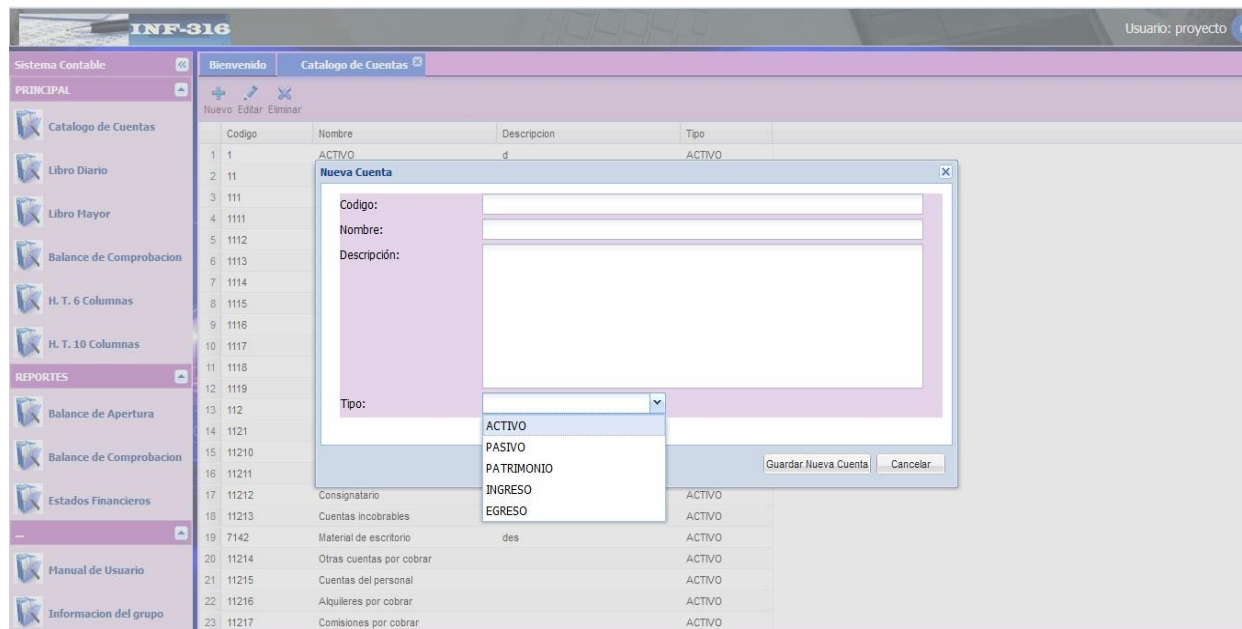 INF-316
Usuario: proyecto
Sistema Contable
Bienvenido
Catalogo de Cuentas
PRINCIPAL
Nuevo Editar Eliminar
Catalogo de Cuentas
Libro Diario
Libro Mayor
Balance de Comprobacion
H. T. 6 Columnas
H. T. 10 Columnas
REPORTES
Balance de Apertura
Balance de Comprobacion
Estados Financieros
...
Manual de Usuario
Informacion del grupo
Codigo Nombre Descripcion Tipo
1 1 ACTIVO d ACTIVO
2 11
3 111
4 1111
5 1112
6 1113
7 1114
8 1115
9 1116
10 1117
11 1118
12 1119
13 112
14 1121
15 11210
16 11211
17 11212 Consignatario ACTIVO
18 11213 Cuentas incobrables ACTIVO
19 7142 Material de escritorio des ACTIVO
20 11214 Otras cuentas por cobrar ACTIVO
21 11215 Cuentas del personal ACTIVO
22 11216 Alquileres por cobrar ACTIVO
23 11217 Comisiones por cobrar ACTIVO
Nueva Cuenta
Codigo:
Nombre:
Descripción:
Tipo:
ACTIVO
PASIVO
PATRIMONIO
INGRESO
EGRESO
Guardar Nueva Cuenta Cancelar